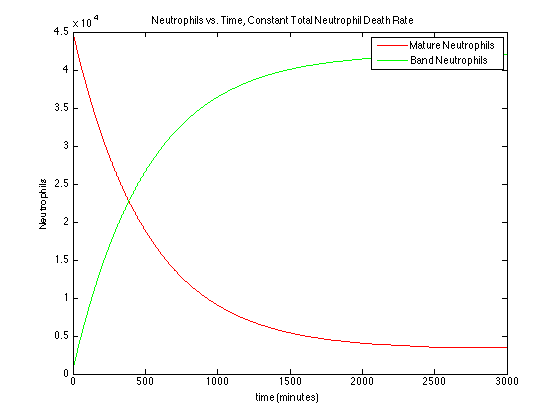 Neutrophils vs. Time, Constant Total Neutrophil Death Rate
x 10^4
4.5
4
3.5
3
2.5
2
1.5
1
0.5
0
Neutrophils
Mature Neutrophils
Band Neutrophils
0 500 1000 1500 2000 2500 3000
time (minutes)